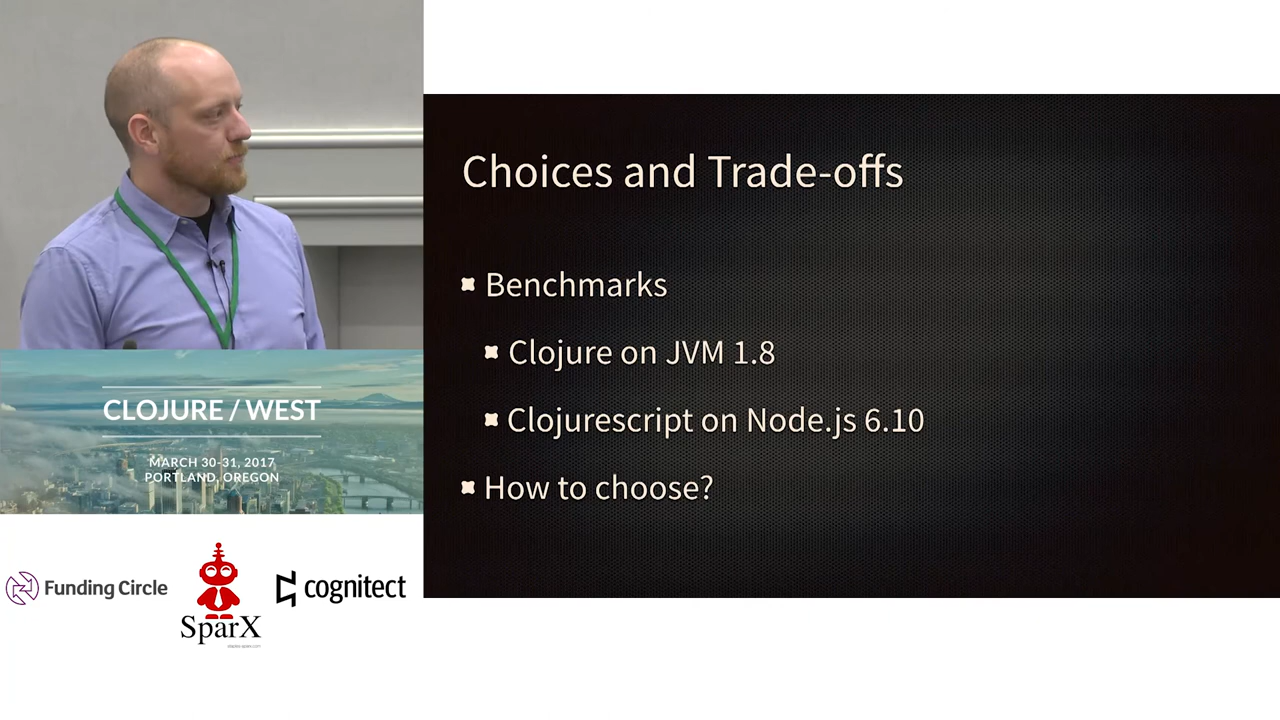 Choices and Trade-offs
Benchmarks
Clojure on JVM 1.8
Clojurescript on Node.js 6.10
How to choose?
CLOJURE / WEST
MARCH 30-31, 2017
PORTLAND, OREGON
Funding Circle
SparX
cognitect